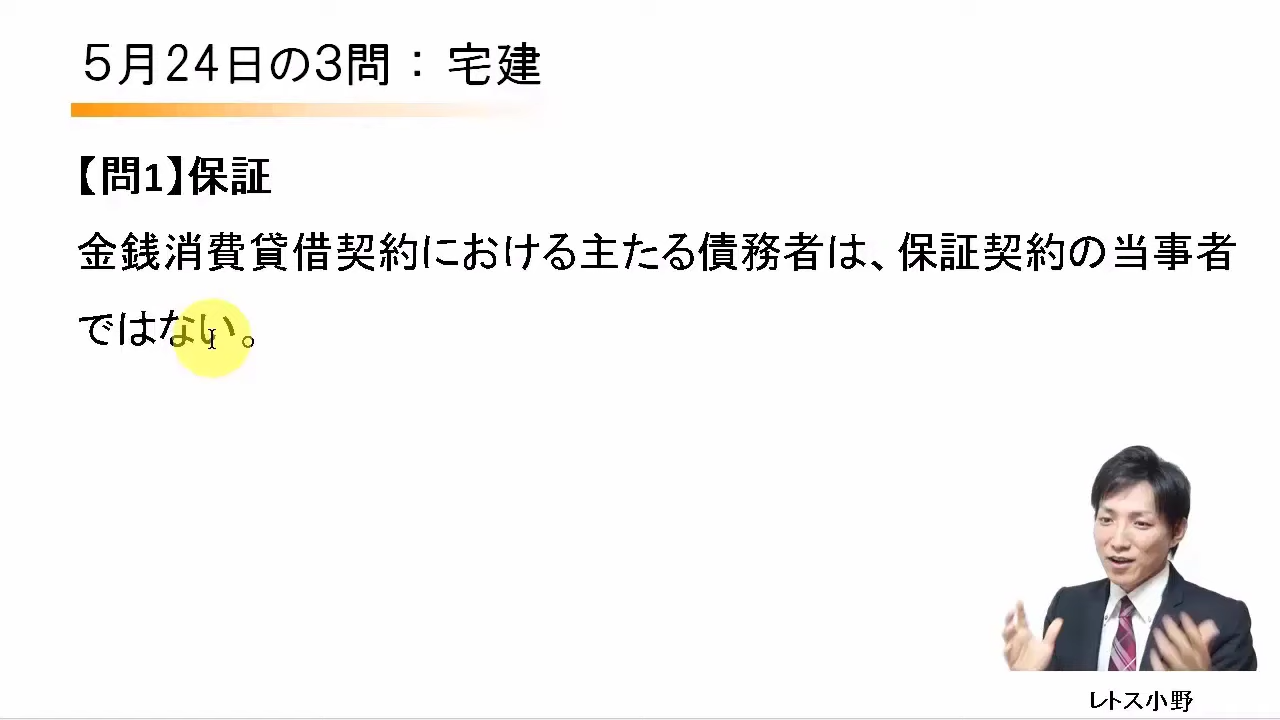 5月24日の3問：宅建
【問1】保証
金銭消費貸借契約における主たる債務者は、保証契約の当事者
ではない。
レトス小野